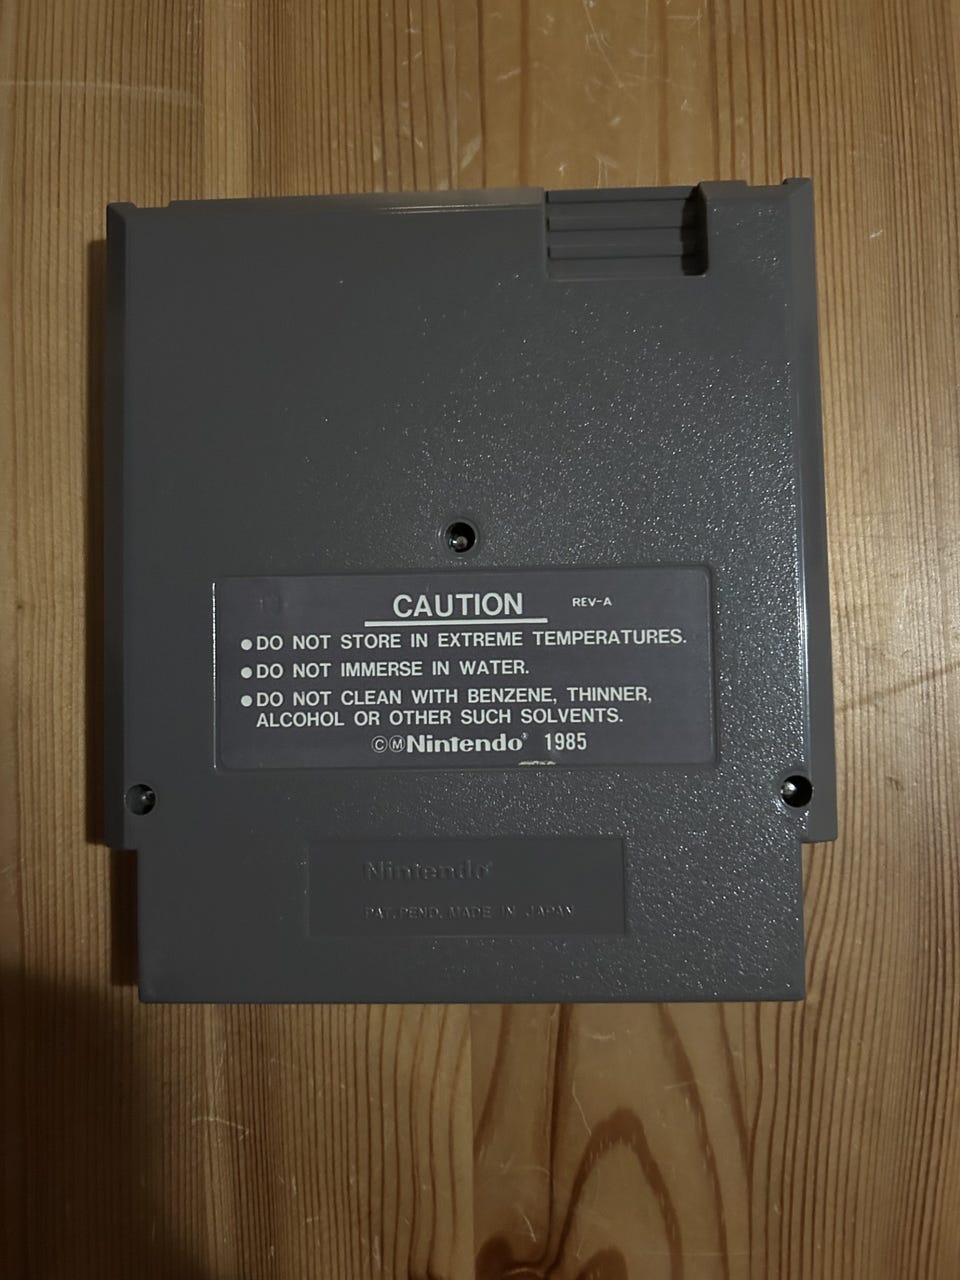 CAUTION REV-A
●DO NOT STORE IN EXTREME TEMPERATURES.
●DO NOT IMMERSE IN WATER.
●DO NOT CLEAN WITH BENZENE, THINNER,
ALCOHOL OR OTHER SUCH SOLVENTS.
©Ⓜ Nintendo® 1985
Nintendo®
PAT. PEND. MADE IN JAPAN